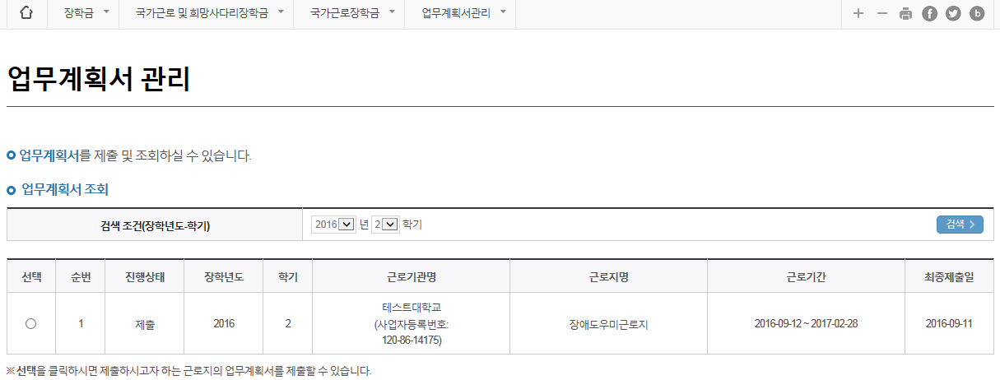 장학금 국가근로 및 희망사다리장학금 국가근로장학금 업무계획서관리
업무계획서 관리
업무계획서를 제출 및 조회하실 수 있습니다.
업무계획서 조회
검색 조건(장학년도-학기) 2016 년 2 학기 검색
선택 순번 진행상태 장학년도 학기 근로기관명 근로지명 근로기간 최종제출일
1 제출 2016 2 테스트대학교 (사업자등록번호: 120-86-14175) 장애도우미근로지 2016-09-12 ~ 2017-02-28 2016-09-11
※ 선택을 클릭하시면 제출하시고자 하는 근로지의 업무계획서를 제출할 수 있습니다.